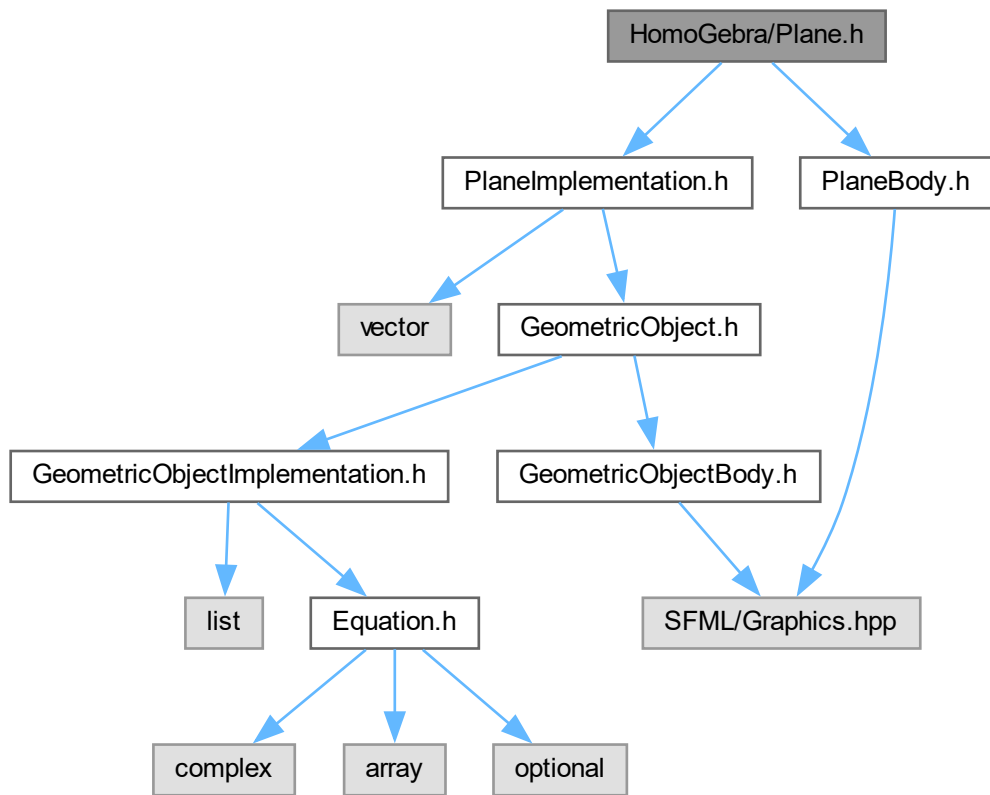 HomoGebra/Plane.h
PlaneImplementation.h
PlaneBody.h
vector
GeometricObject.h
GeometricObjectImplementation.h
GeometricObjectBody.h
list
Equation.h
SFML/Graphics.hpp
complex
array
optional